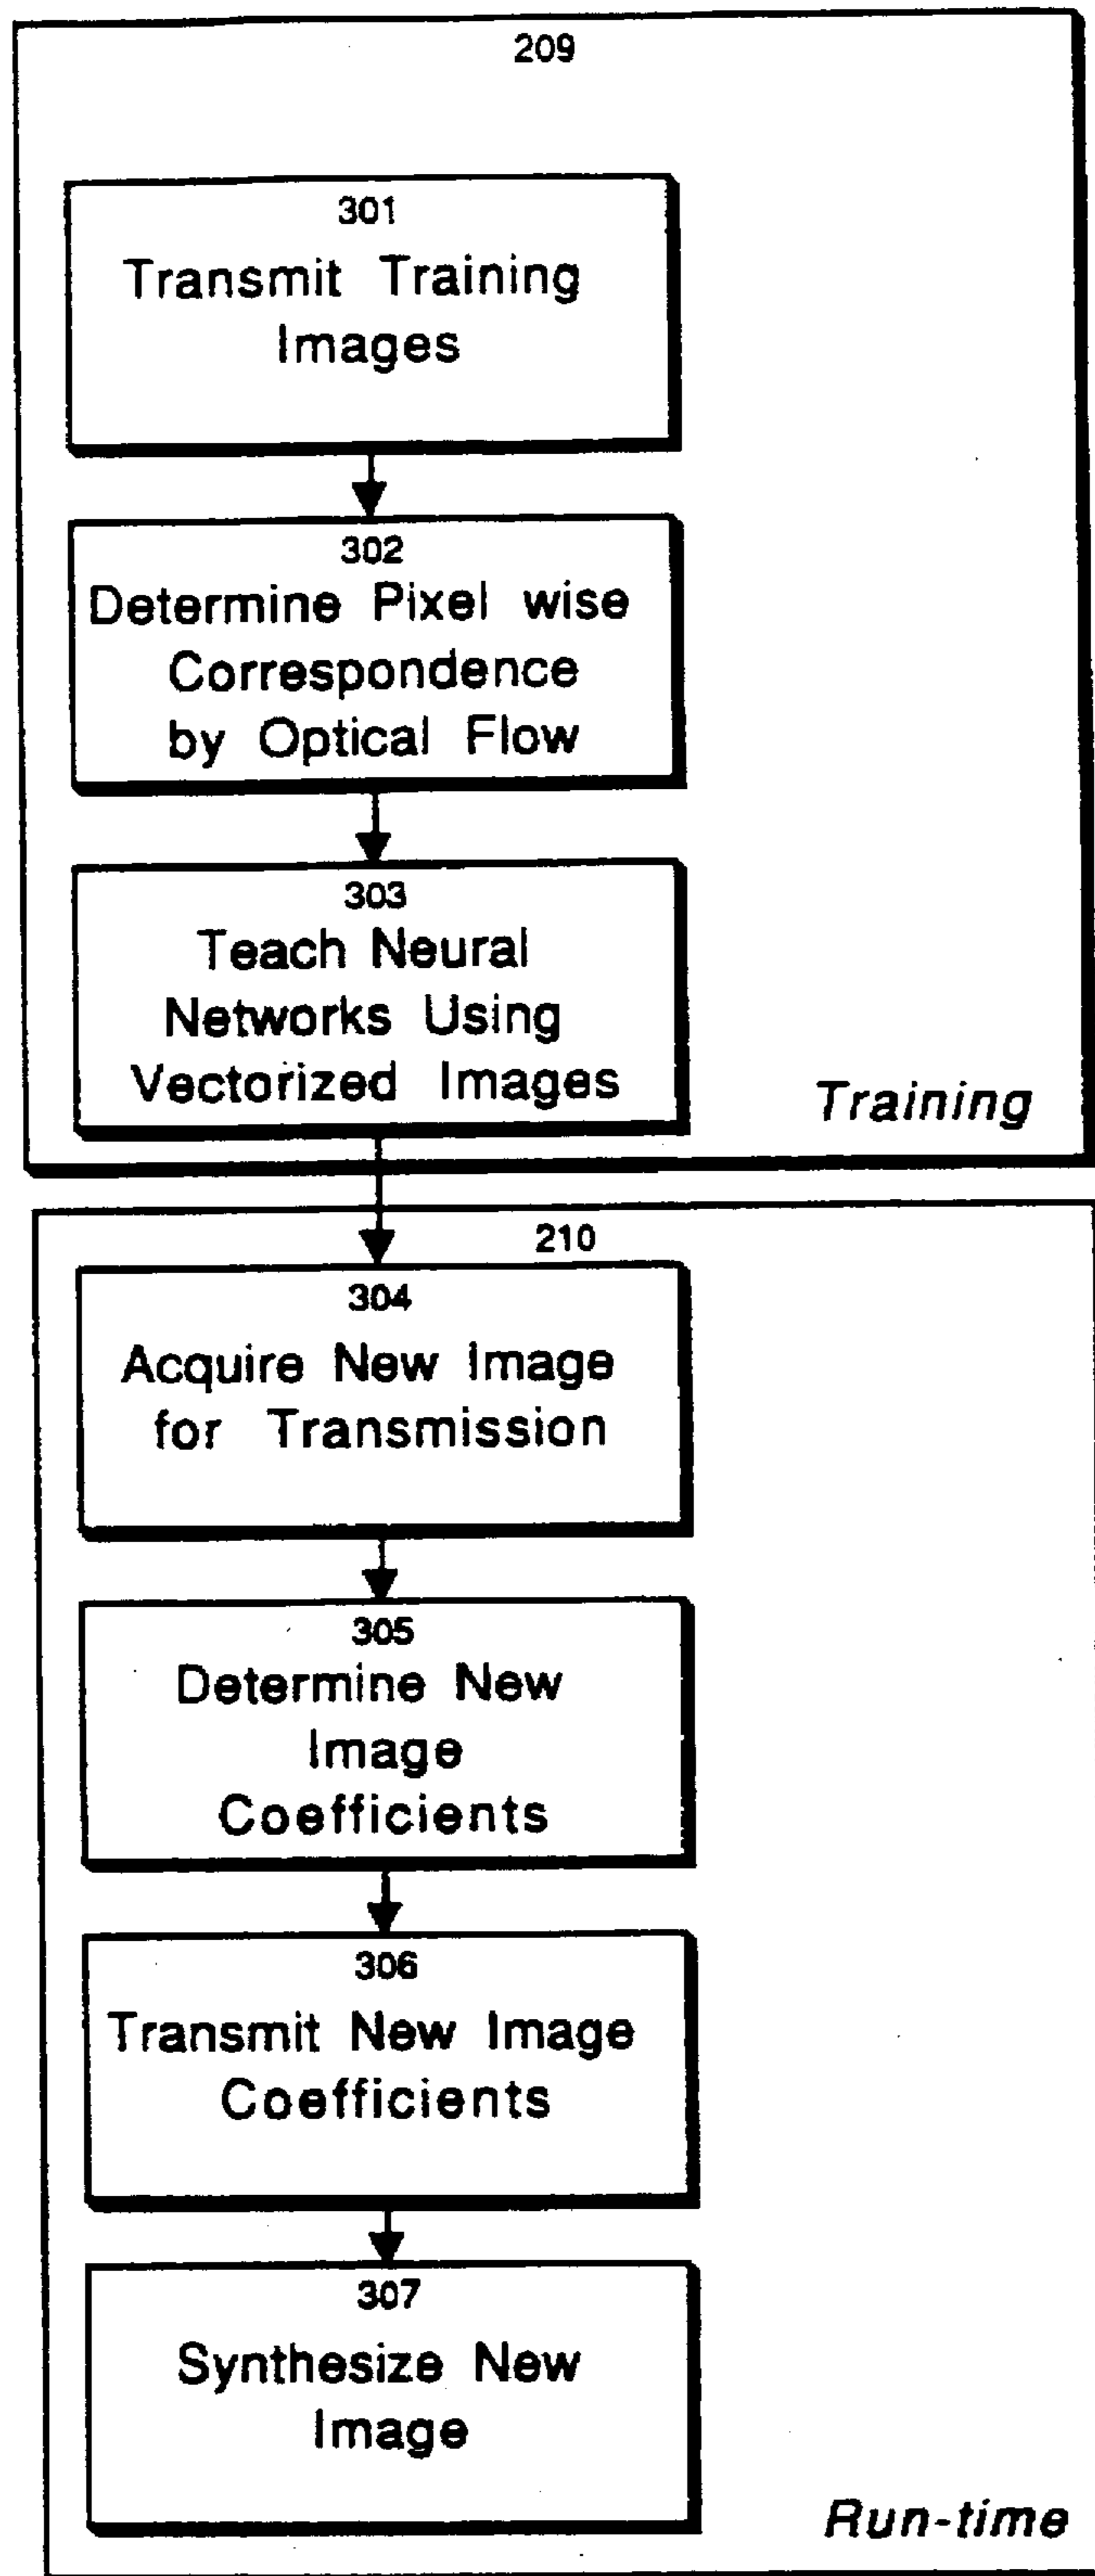 209
301
Transmit Training
Images
302
Determine Pixel wise
Correspondence
by Optical Flow
303
Teach Neural
Networks Using
Vectorized Images
Training
210
304
Acquire New Image
for Transmission
305
Determine New
Image
Coefficients
306
Transmit New Image
Coefficients
307
Synthesize New
Image
Run-time